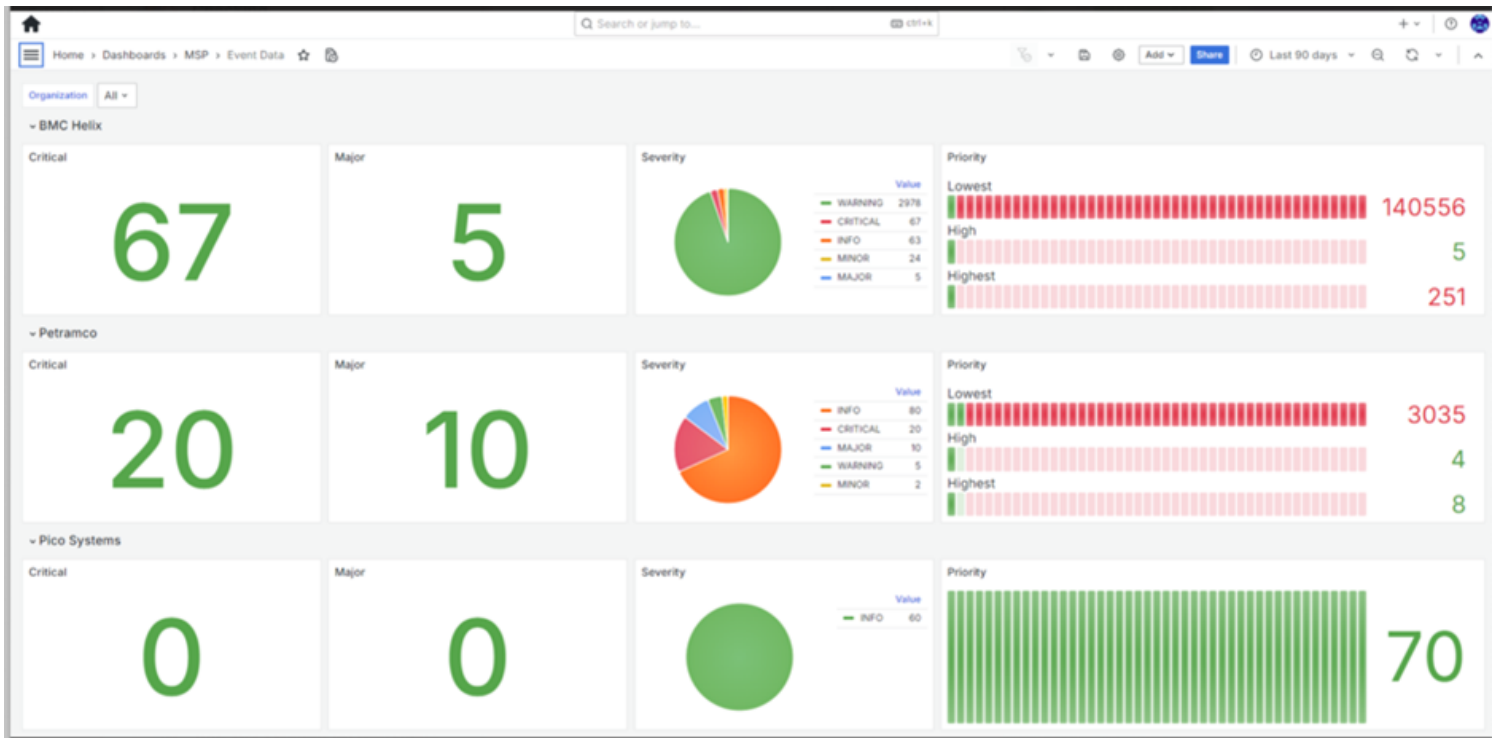 Search or jump to... ctrl+k
Home › Dashboards › MSP › Event Data Add Share Last 90 days
Organization All
BMC Helix
Critical
67
Major
5
Severity
Value
WARNING 2978
CRITICAL 67
INFO 63
MINOR 24
MAJOR 5
Priority
Lowest
140556
High
5
Highest
251
Petramco
Critical
20
Major
10
Severity
Value
INFO 80
CRITICAL 20
MAJOR 10
WARNING 5
MINOR 2
Priority
Lowest
3035
High
4
Highest
8
Pico Systems
Critical
0
Major
0
Severity
Value
INFO 60
Priority
70